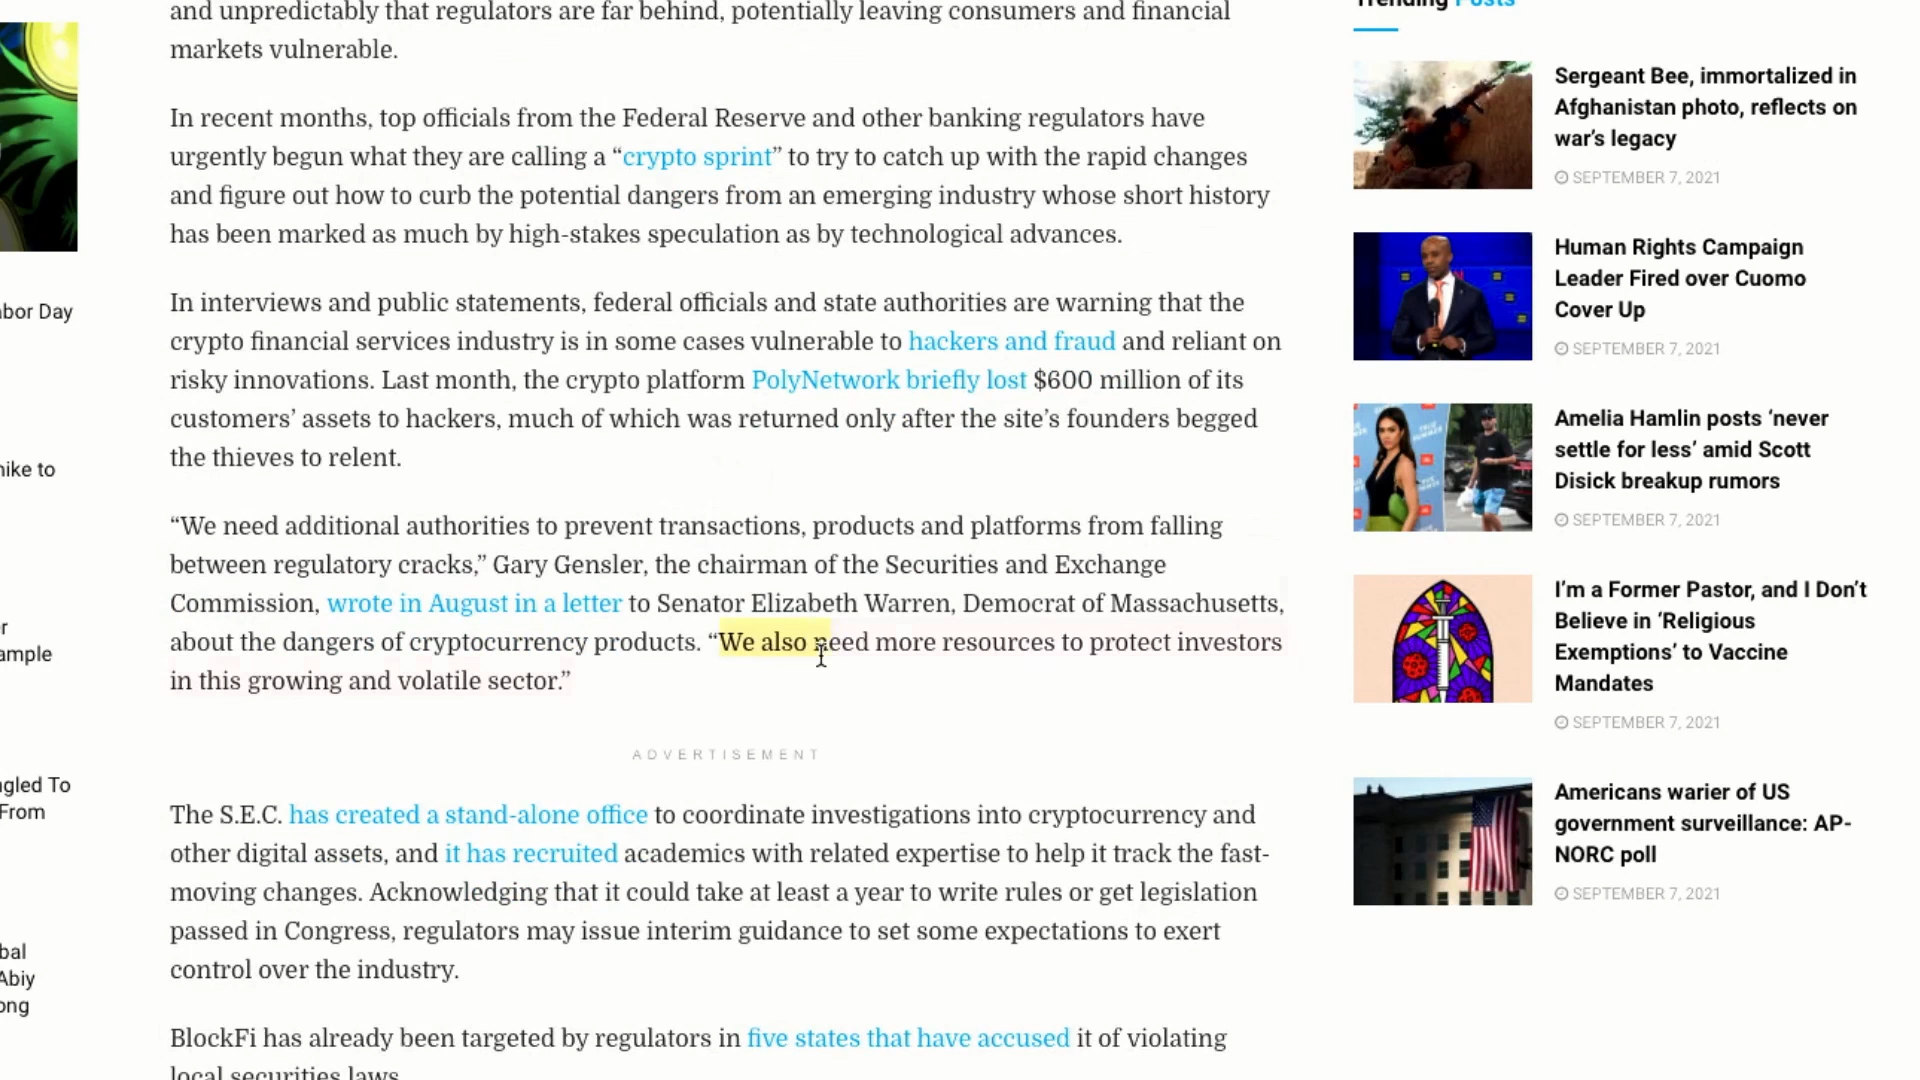 and unpredictably that regulators are far behind, potentially leaving consumers and financial
markets vulnerable.
In recent months, top officials from the Federal Reserve and other banking regulators have
urgently begun what they are calling a “crypto sprint” to try to catch up with the rapid changes
and figure out how to curb the potential dangers from an emerging industry whose short history
has been marked as much by high-stakes speculation as by technological advances.
In interviews and public statements, federal officials and state authorities are warning that the
crypto financial services industry is in some cases vulnerable to hackers and fraud and reliant on
risky innovations. Last month, the crypto platform PolyNetwork briefly lost $600 million of its
customers’ assets to hackers, much of which was returned only after the site’s founders begged
the thieves to relent.
“We need additional authorities to prevent transactions, products and platforms from falling
between regulatory cracks,” Gary Gensler, the chairman of the Securities and Exchange
Commission, wrote in August in a letter to Senator Elizabeth Warren, Democrat of Massachusetts,
about the dangers of cryptocurrency products. “We also need more resources to protect investors
in this growing and volatile sector.”
ADVERTISEMENT
The S.E.C. has created a stand-alone office to coordinate investigations into cryptocurrency and
other digital assets, and it has recruited academics with related expertise to help it track the fast-
moving changes. Acknowledging that it could take at least a year to write rules or get legislation
passed in Congress, regulators may issue interim guidance to set some expectations to exert
control over the industry.
BlockFi has already been targeted by regulators in five states that have accused it of violating
local securities laws.
Trending Posts
Sergeant Bee, immortalized in
Afghanistan photo, reflects on
war’s legacy
SEPTEMBER 7, 2021
Human Rights Campaign
Leader Fired over Cuomo
Cover Up
SEPTEMBER 7, 2021
Amelia Hamlin posts ‘never
settle for less’ amid Scott
Disick breakup rumors
SEPTEMBER 7, 2021
I’m a Former Pastor, and I Don’t
Believe in ‘Religious
Exemptions’ to Vaccine
Mandates
SEPTEMBER 7, 2021
Americans warier of US
government surveillance: AP-
NORC poll
SEPTEMBER 7, 2021
abor Day
hike to
r
ample
ngled To
From
bal
Abiy
ong